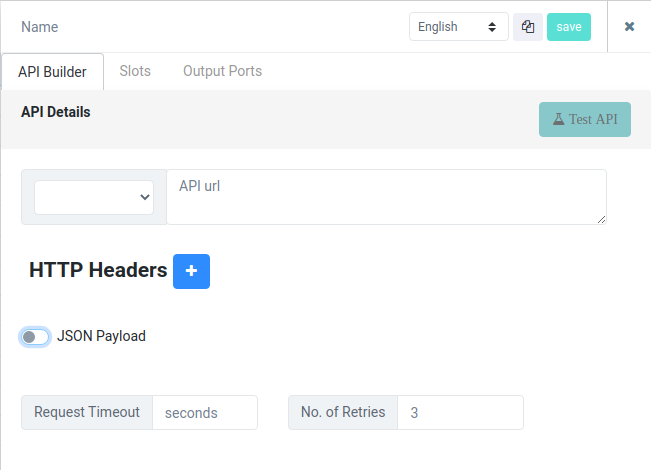 Name
English
save
API Builder
Slots
Output Ports
API Details
Test API
API url
HTTP Headers
JSON Payload
Request Timeout
seconds
No. of Retries
3